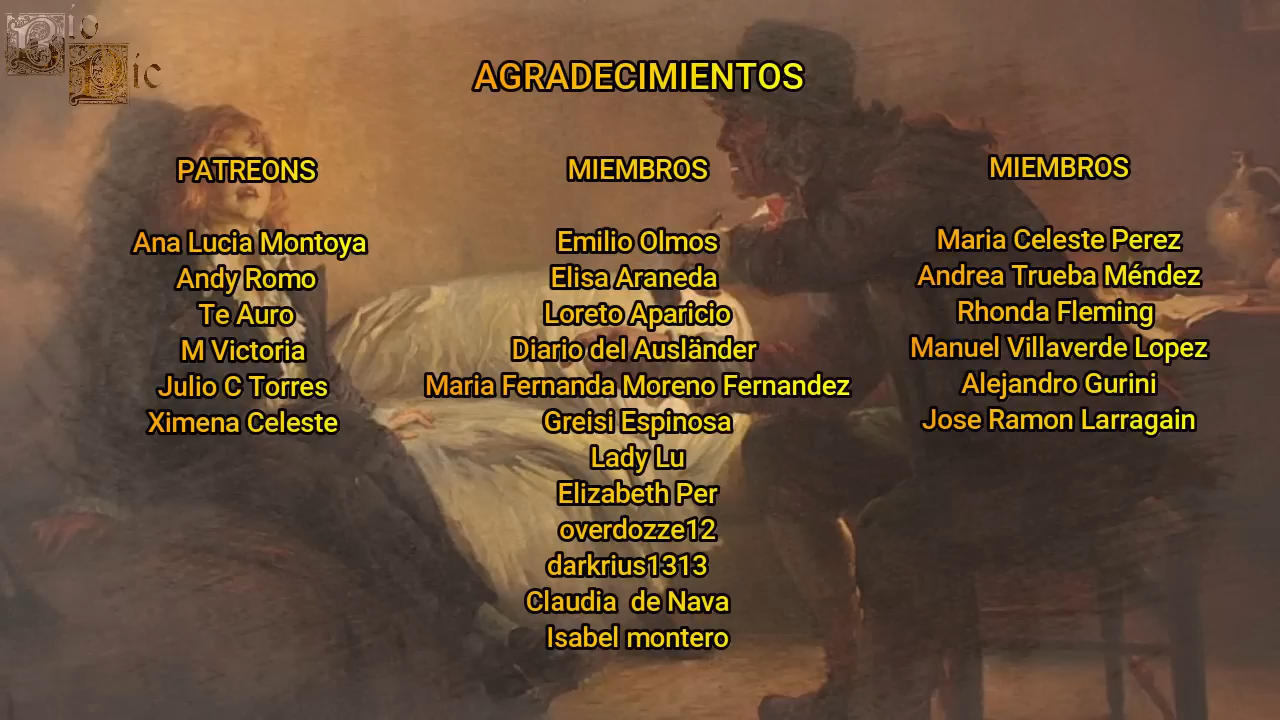 Bío
Pic
AGRADECIMIENTOS
PATREONS
Ana Lucia Montoya
Andy Romo
Te Auro
M Victoria
Julio C Torres
Ximena Celeste
MIEMBROS
Emilio Olmos
Elisa Araneda
Loreto Aparicio
Diario del Ausländer
Maria Fernanda Moreno Fernandez
Greisi Espinosa
Lady Lu
Elizabeth Per
overdozze12
darkrius1313
Claudia de Nava
Isabel montero
MIEMBROS
Maria Celeste Perez
Andrea Trueba Méndez
Rhonda Fleming
Manuel Villaverde Lopez
Alejandro Gurini
Jose Ramon Larragain